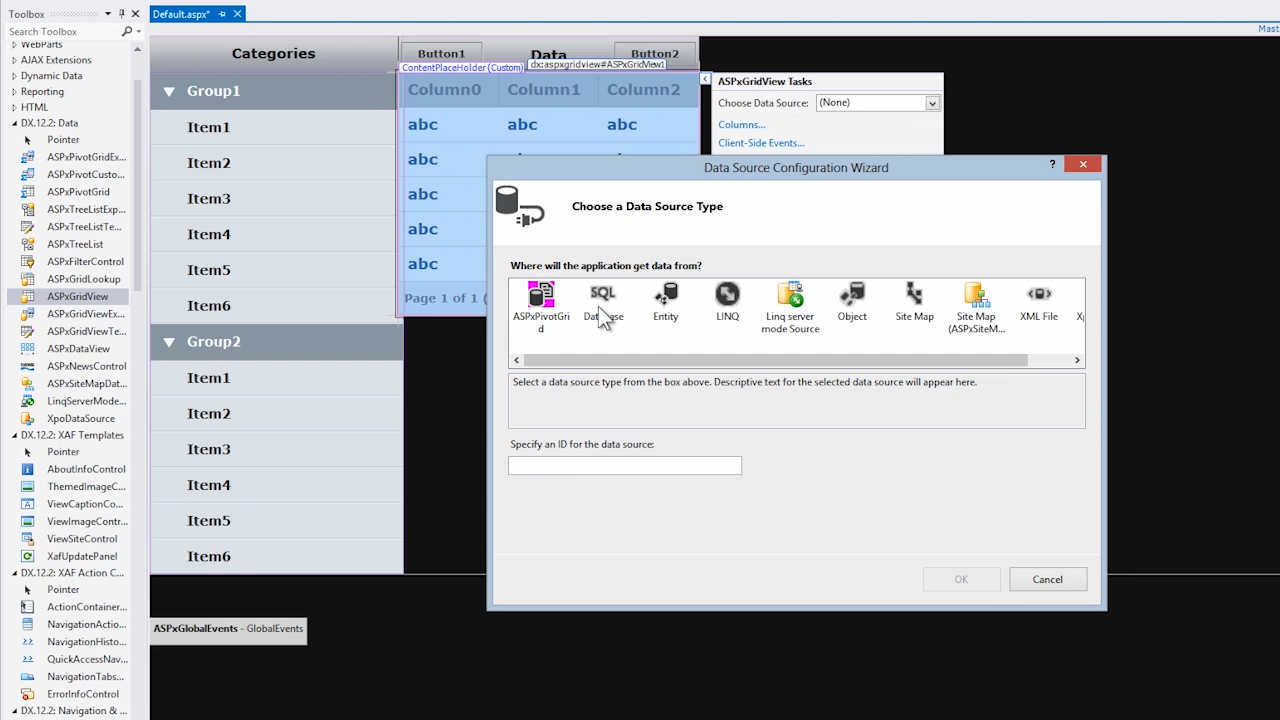 Toolbox
Default.aspx*
Search Toolbox
Mast
WebParts
AJAX Extensions
Dynamic Data
Reporting
HTML
DX.12.2: Data
Pointer
ASPxPivotGridEx...
ASPxPivotCusto...
ASPxPivotGrid
ASPxTreeListExp...
ASPxTreeListTe...
ASPxTreeList
ASPxFilterControl
ASPxGridLookup
ASPxGridView
ASPxGridViewEx...
ASPxGridViewTe...
ASPxDataView
ASPxNewsControl
ASPxSiteMapDat...
LinqServerMode...
XpoDataSource
DX.12.2: XAF Templates
Pointer
AboutInfoControl
ThemedImageC...
ViewCaptionCo...
ViewImageContr...
ViewSiteControl
XafUpdatePanel
DX.12.2: XAF Action C...
Pointer
ActionContainer...
NavigationActio...
NavigationHisto...
QuickAccessNav...
NavigationTabs...
ErrorInfoControl
DX.12.2: Navigation & ...
Categories
Group1
Item1
Item2
Item3
Item4
Item5
Item6
Group2
Item1
Item2
Item3
Item4
Item5
Item6
ASPxGlobalEvents - GlobalEvents
Button1
Data
Button2
ContentPlaceHolder (Custom)
dx:aspxgridview#ASPxGridView1
Column0 Column1 Column2
abc abc abc
abc
abc
abc
abc
Page 1 of 1 (
ASPxGridView Tasks
Choose Data Source: (None)
Columns...
Client-Side Events...
Data Source Configuration Wizard
?
Choose a Data Source Type
Where will the application get data from?
SQL
ASPxPivotGri
d
Entity
LINQ
Linq server
mode Source
Object
Site Map
Site Map
(ASPxSiteM...
XML File
Select a data source type from the box above. Descriptive text for the selected data source will appear here.
Specify an ID for the data source:
OK
Cancel